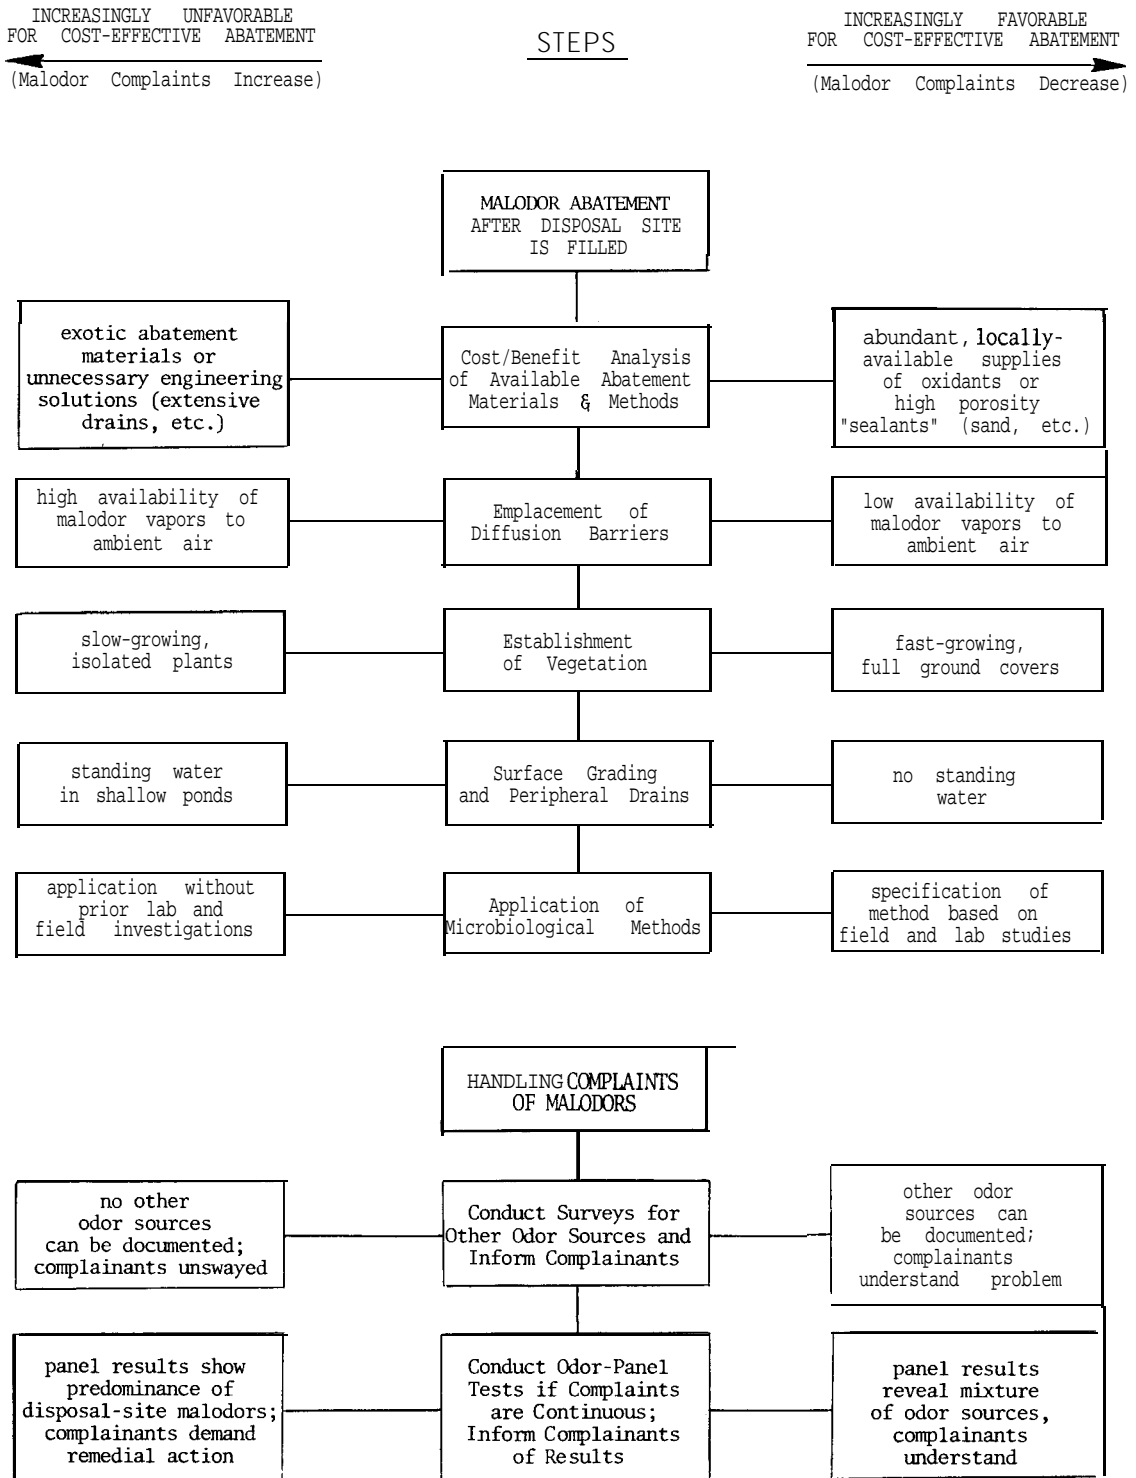 INCREASINGLY UNFAVORABLE
FOR COST-EFFECTIVE ABATEMENT
(Malodor Complaints Increase)
STEPS
INCREASINGLY FAVORABLE
FOR COST-EFFECTIVE ABATEMENT
(Malodor Complaints Decrease)
MALODOR ABATEMENT
AFTER DISPOSAL SITE
IS FILLED
exotic abatement
materials or
unnecessary engineering
solutions (extensive
drains, etc.)
Cost/Benefit Analysis
of Available Abatement
Materials & Methods
abundant, locally-
available supplies
of oxidants or
high porosity
"sealants" (sand, etc.)
high availability of
malodor vapors to
ambient air
Emplacement of
Diffusion Barriers
low availability of
malodor vapors to
ambient air
slow-growing,
isolated plants
Establishment
of Vegetation
fast-growing,
full ground covers
standing water
in shallow ponds
Surface Grading
and Peripheral Drains
no standing
water
application without
prior lab and
field investigations
Application of
Microbiological Methods
specification of
method based on
field and lab studies
HANDLING COMPLAINTS
OF MALODORS
no other
odor sources
can be documented;
complainants unswayed
Conduct Surveys for
Other Odor Sources and
Inform Complainants
other odor
sources can
be documented;
complainants
understand problem
panel results show
predominance of
disposal-site malodors;
complainants demand
remedial action
Conduct Odor-Panel
Tests if Complaints
are Continuous;
Inform Complainants
of Results
panel results
reveal mixture
of odor sources,
complainants
understand